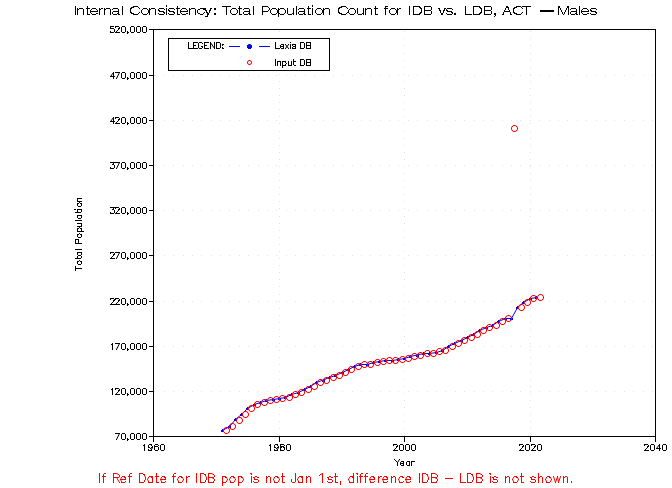 Internal Consistency: Total Population Count for IDB vs. LDB, ACT — Males
LEGEND: Lexis DB
Input DB
520,000
470,000
420,000
370,000
320,000
270,000
220,000
170,000
120,000
70,000
Total Population
1960 1980 2000 2020 2040
Year
If Ref Date for IDB pop is not Jan 1st, difference IDB – LDB is not shown.